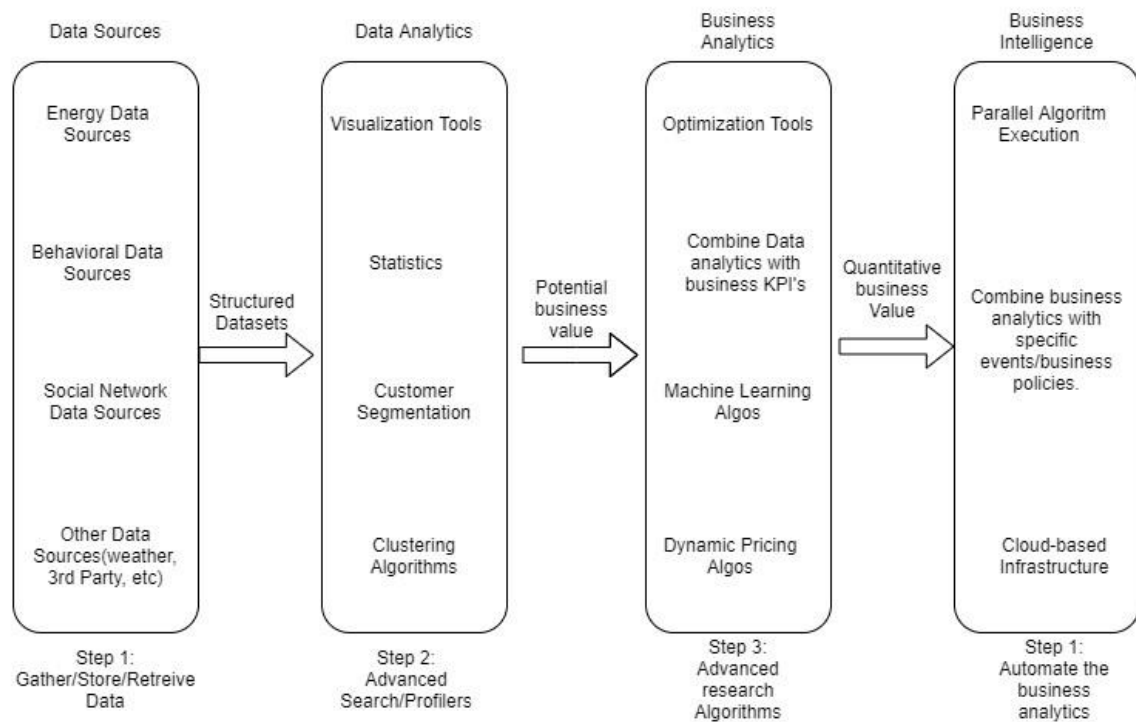 Data Sources
Energy Data
Sources
Behavioral Data
Sources
Social Network
Data Sources
Other Data
Sources(weather,
3rd Party, etc)
Step 1:
Gather/Store/Retreive
Data
Structured
Datasets
Data Analytics
Visualization Tools
Statistics
Customer
Segmentation
Clustering
Algorithms
Step 2:
Advanced
Search/Profilers
Potential
business
value
Business
Analytics
Optimization Tools
Combine Data
analytics with
business KPI's
Machine Learning
Algos
Dynamic Pricing
Algos
Step 3:
Advanced
research
Algorithms
Quantitative
business
Value
Business
Intelligence
Parallel Algoritm
Execution
Combine business
analytics with
specific
events/business
policies.
Cloud-based
Infrastructure
Step 1:
Automate the
business
analytics